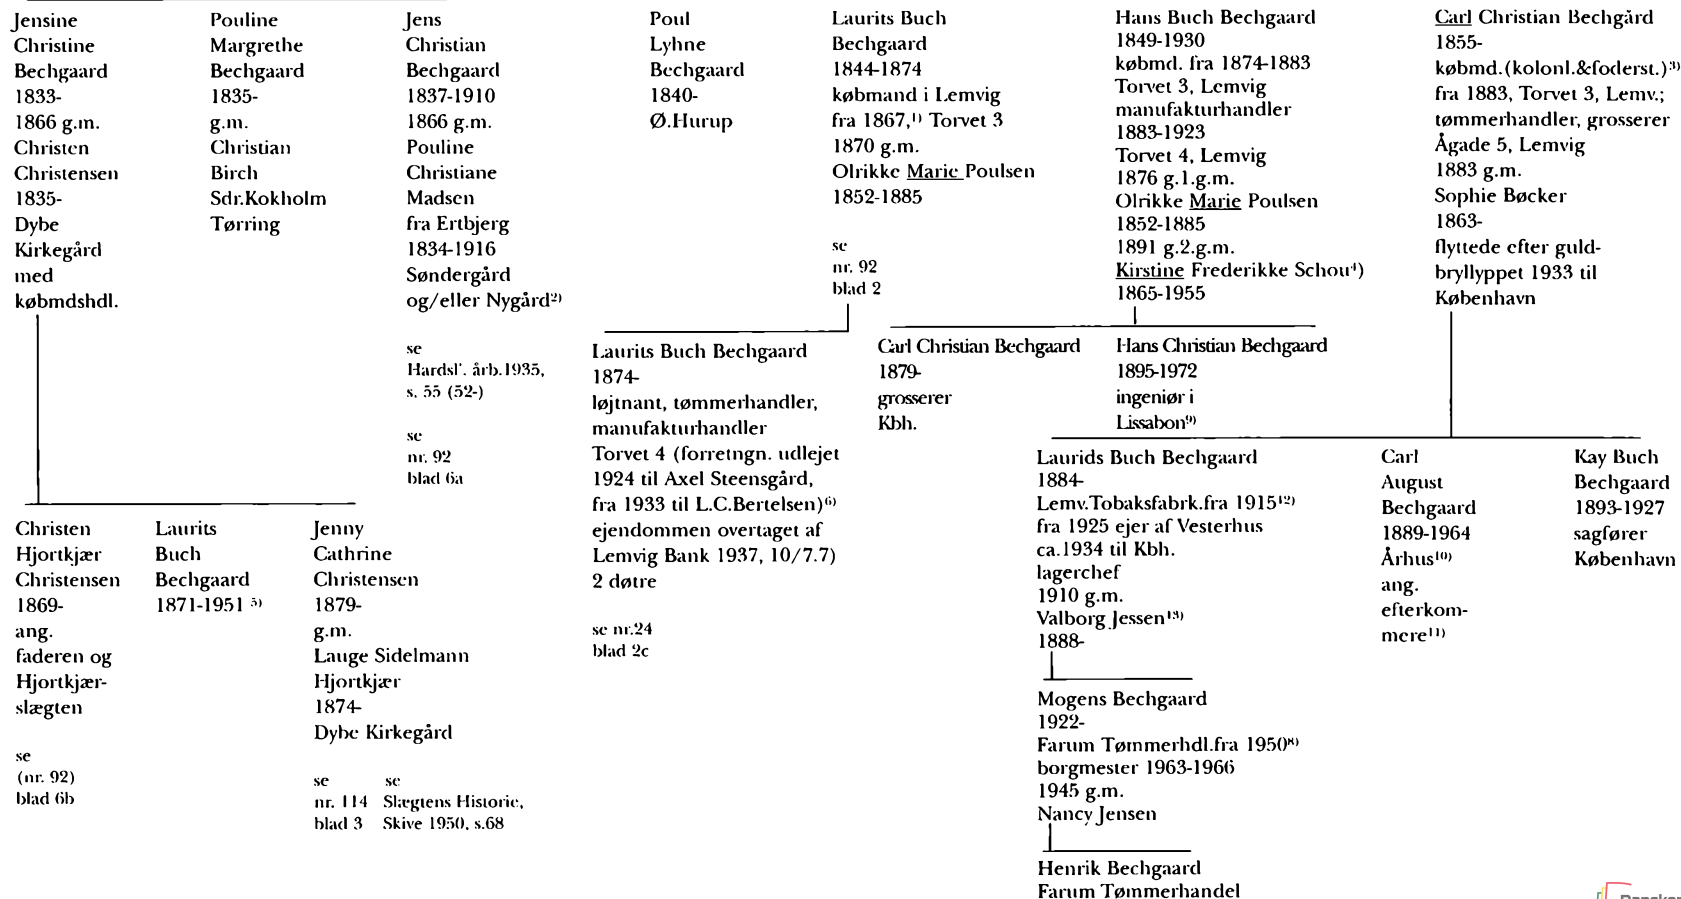 Jensine
Christine
Bechgaard
1833-
1866 g.m.
Christen
Christensen
1835-
Dybe
Kirkegård
med
købmdshdl.
Pouline
Margrethe
Bechgaard
1835-
g.m.
Christian
Birch
Sdr.Kokholm
Tørring
Jens
Christian
Bechgaard
1837-1910
1866 g.m.
Pouline
Christiane
Madsen
fra Ertbjerg
1834-1916
Søndergård
og/eller Nygård²⁾
se
Hardsl'. årb.1935,
s. 55 (52-)
se
nr. 92
blad 6a
Poul
Lyhne
Bechgaard
1840-
Ø.Hurup
Laurits Buch
Bechgaard
1844-1874
købmand i Lemvig
fra 1867,¹⁾ Torvet 3
1870 g.m.
Olrikke Marie Poulsen
1852-1885
se
nr. 92
blad 2
Hans Buch Bechgaard
1849-1930
købmd. fra 1874-1883
Torvet 3, Lemvig
manufakturhandler
1883-1923
Torvet 4, Lemvig
1876 g.1.g.m.
Olrikke Marie Poulsen
1852-1885
1891 g.2.g.m.
Kirstine Frederikke Schou⁴⁾
1865-1955
Carl Christian Bechgård
1855-
købmd.(kolonl.&foderst.)³⁾
fra 1883, Torvet 3, Lemv.;
tømmerhandler, grosserer
Ågade 5, Lemvig
1883 g.m.
Sophie Bøcker
1863-
flyttede efter guld-
bryllyppet 1933 til
København
Christen
Hjortkjær
Christensen
1869-
ang.
faderen og
Hjortkjær-
slægten
se
(nr. 92)
blad 6b
Laurits
Buch
Bechgaard
1871-1951 ⁵⁾
Jenny
Cathrine
Christensen
1879-
g.m.
Lauge Sidelmann
Hjortkjær
1874-
Dybe Kirkegård
se
nr. 114
blad 3
se
Slægtens Historie,
Skive 1950, s.68
Laurits Buch Bechgaard
1874-
løjtnant, tømmerhandler,
manufakturhandler
Torvet 4 (forretngn. udlejet
1924 til Axel Steensgård,
fra 1933 til L.C.Bertelsen)⁶⁾
ejendommen overtaget af
Lemvig Bank 1937, 10/7.7)
2 døtre
se nr.24
blad 2c
Carl Christian Bechgaard
1879-
grosserer
Kbh.
Hans Christian Bechgaard
1895-1972
ingeniør i
Lissabon⁹⁾
Laurids Buch Bechgaard
1884-
Lemv.Tobaksfabrk.fra 1915¹²⁾
fra 1925 ejer af Vesterhus
ca.1934 til Kbh.
lagerchef
1910 g.m.
Valborg Jessen¹³⁾
1888-
Carl
August
Bechgaard
1889-1964
Århus¹⁰⁾
ang.
efterkom-
mere¹¹⁾
Kay Buch
Bechgaard
1893-1927
sagfører
København
Mogens Bechgaard
1922-
Farum Tømmerhdl.fra 1950⁸⁾
borgmester 1963-1966
1945 g.m.
Nancy Jensen
Henrik Bechgaard
Farum Tømmerhandel